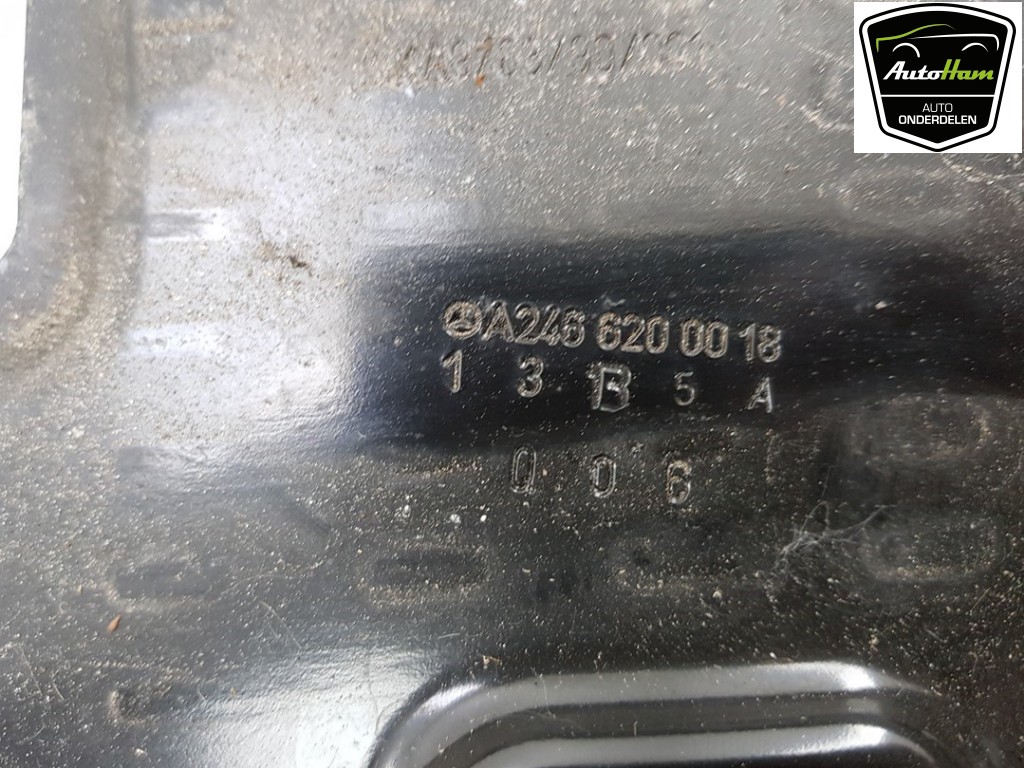 AutoHam
AUTO
ONDERDELEN
A246 620 00 18
1 3 B 5 A
0 0 6